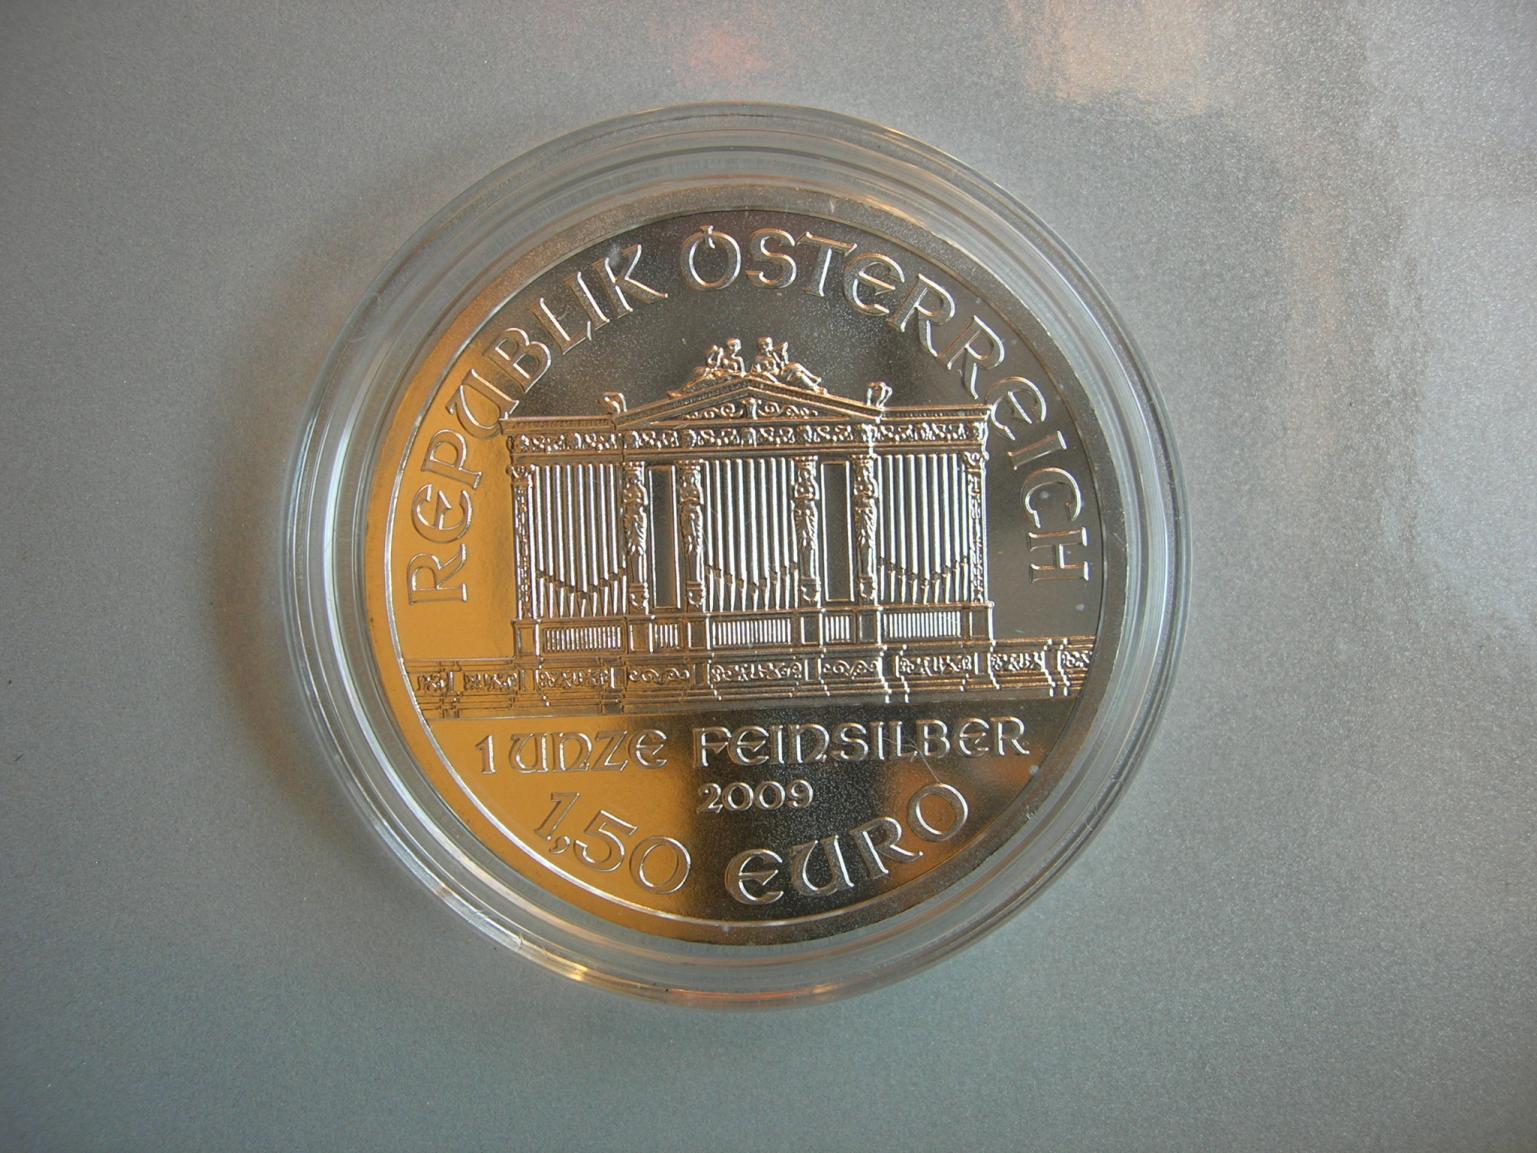 REPUBLIK ÖSTERREICH
1 UNZE FEINSILBER
2009
1,50 EURO